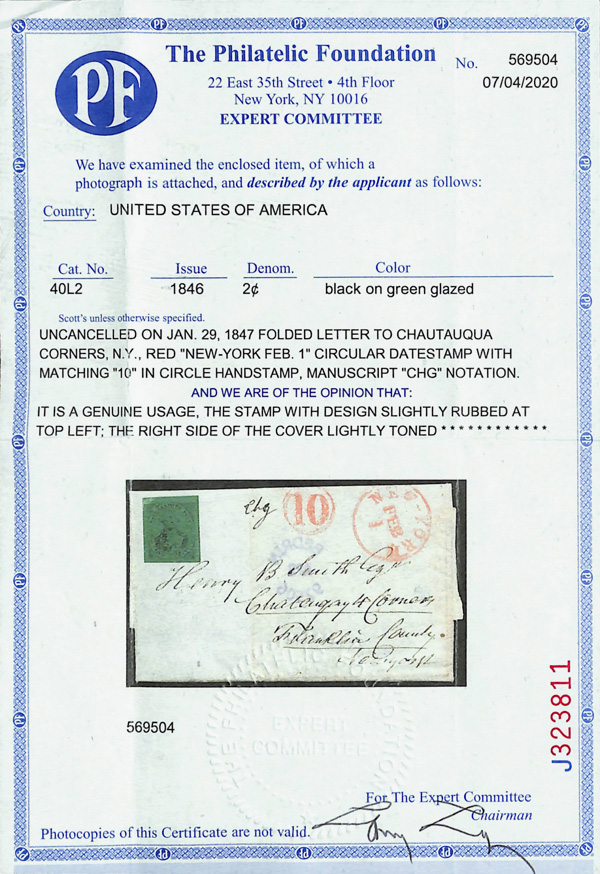 PF
The Philatelic Foundation
22 East 35th Street • 4th Floor
New York, NY 10016
EXPERT COMMITTEE
No. 569504
07/04/2020
We have examined the enclosed item, of which a
photograph is attached, and described by the applicant as follows:
Country: UNITED STATES OF AMERICA
Cat. No. Issue Denom. Color
40L2 1846 2¢ black on green glazed
Scott's unless otherwise specified.
UNCANCELLED ON JAN. 29, 1847 FOLDED LETTER TO CHAUTAUQUA
CORNERS, N.Y., RED "NEW-YORK FEB. 1" CIRCULAR DATESTAMP WITH
MATCHING "10" IN CIRCLE HANDSTAMP, MANUSCRIPT "CHG" NOTATION.
AND WE ARE OF THE OPINION THAT:
IT IS A GENUINE USAGE, THE STAMP WITH DESIGN SLIGHTLY RUBBED AT
TOP LEFT; THE RIGHT SIDE OF THE COVER LIGHTLY TONED * * * * * * * * * * * *
Chg
10
FEB
1
Henry B Smith Esqr
Corners
Franklin County
569504
THE PHILATELIC FOUNDATION
EXPERT
COMMITTEE
J323811
For The Expert Committee
Chairman
Photocopies of this Certificate are not valid.